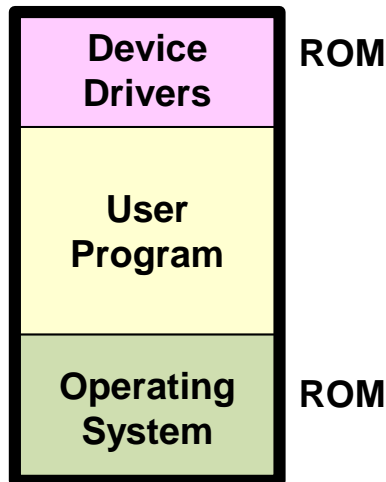 Device
Drivers
ROM
User
Program
Operating
System
ROM